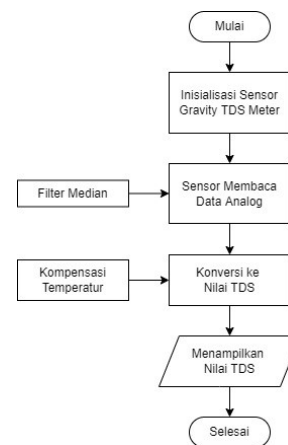 Mulai
Inisialisasi Sensor
Gravity TDS Meter
Filter Median
Sensor Membaca
Data Analog
Kompensasi
Temperatur
Konversi ke
Nilai TDS
Menampilkan
Nilai TDS
Selesai